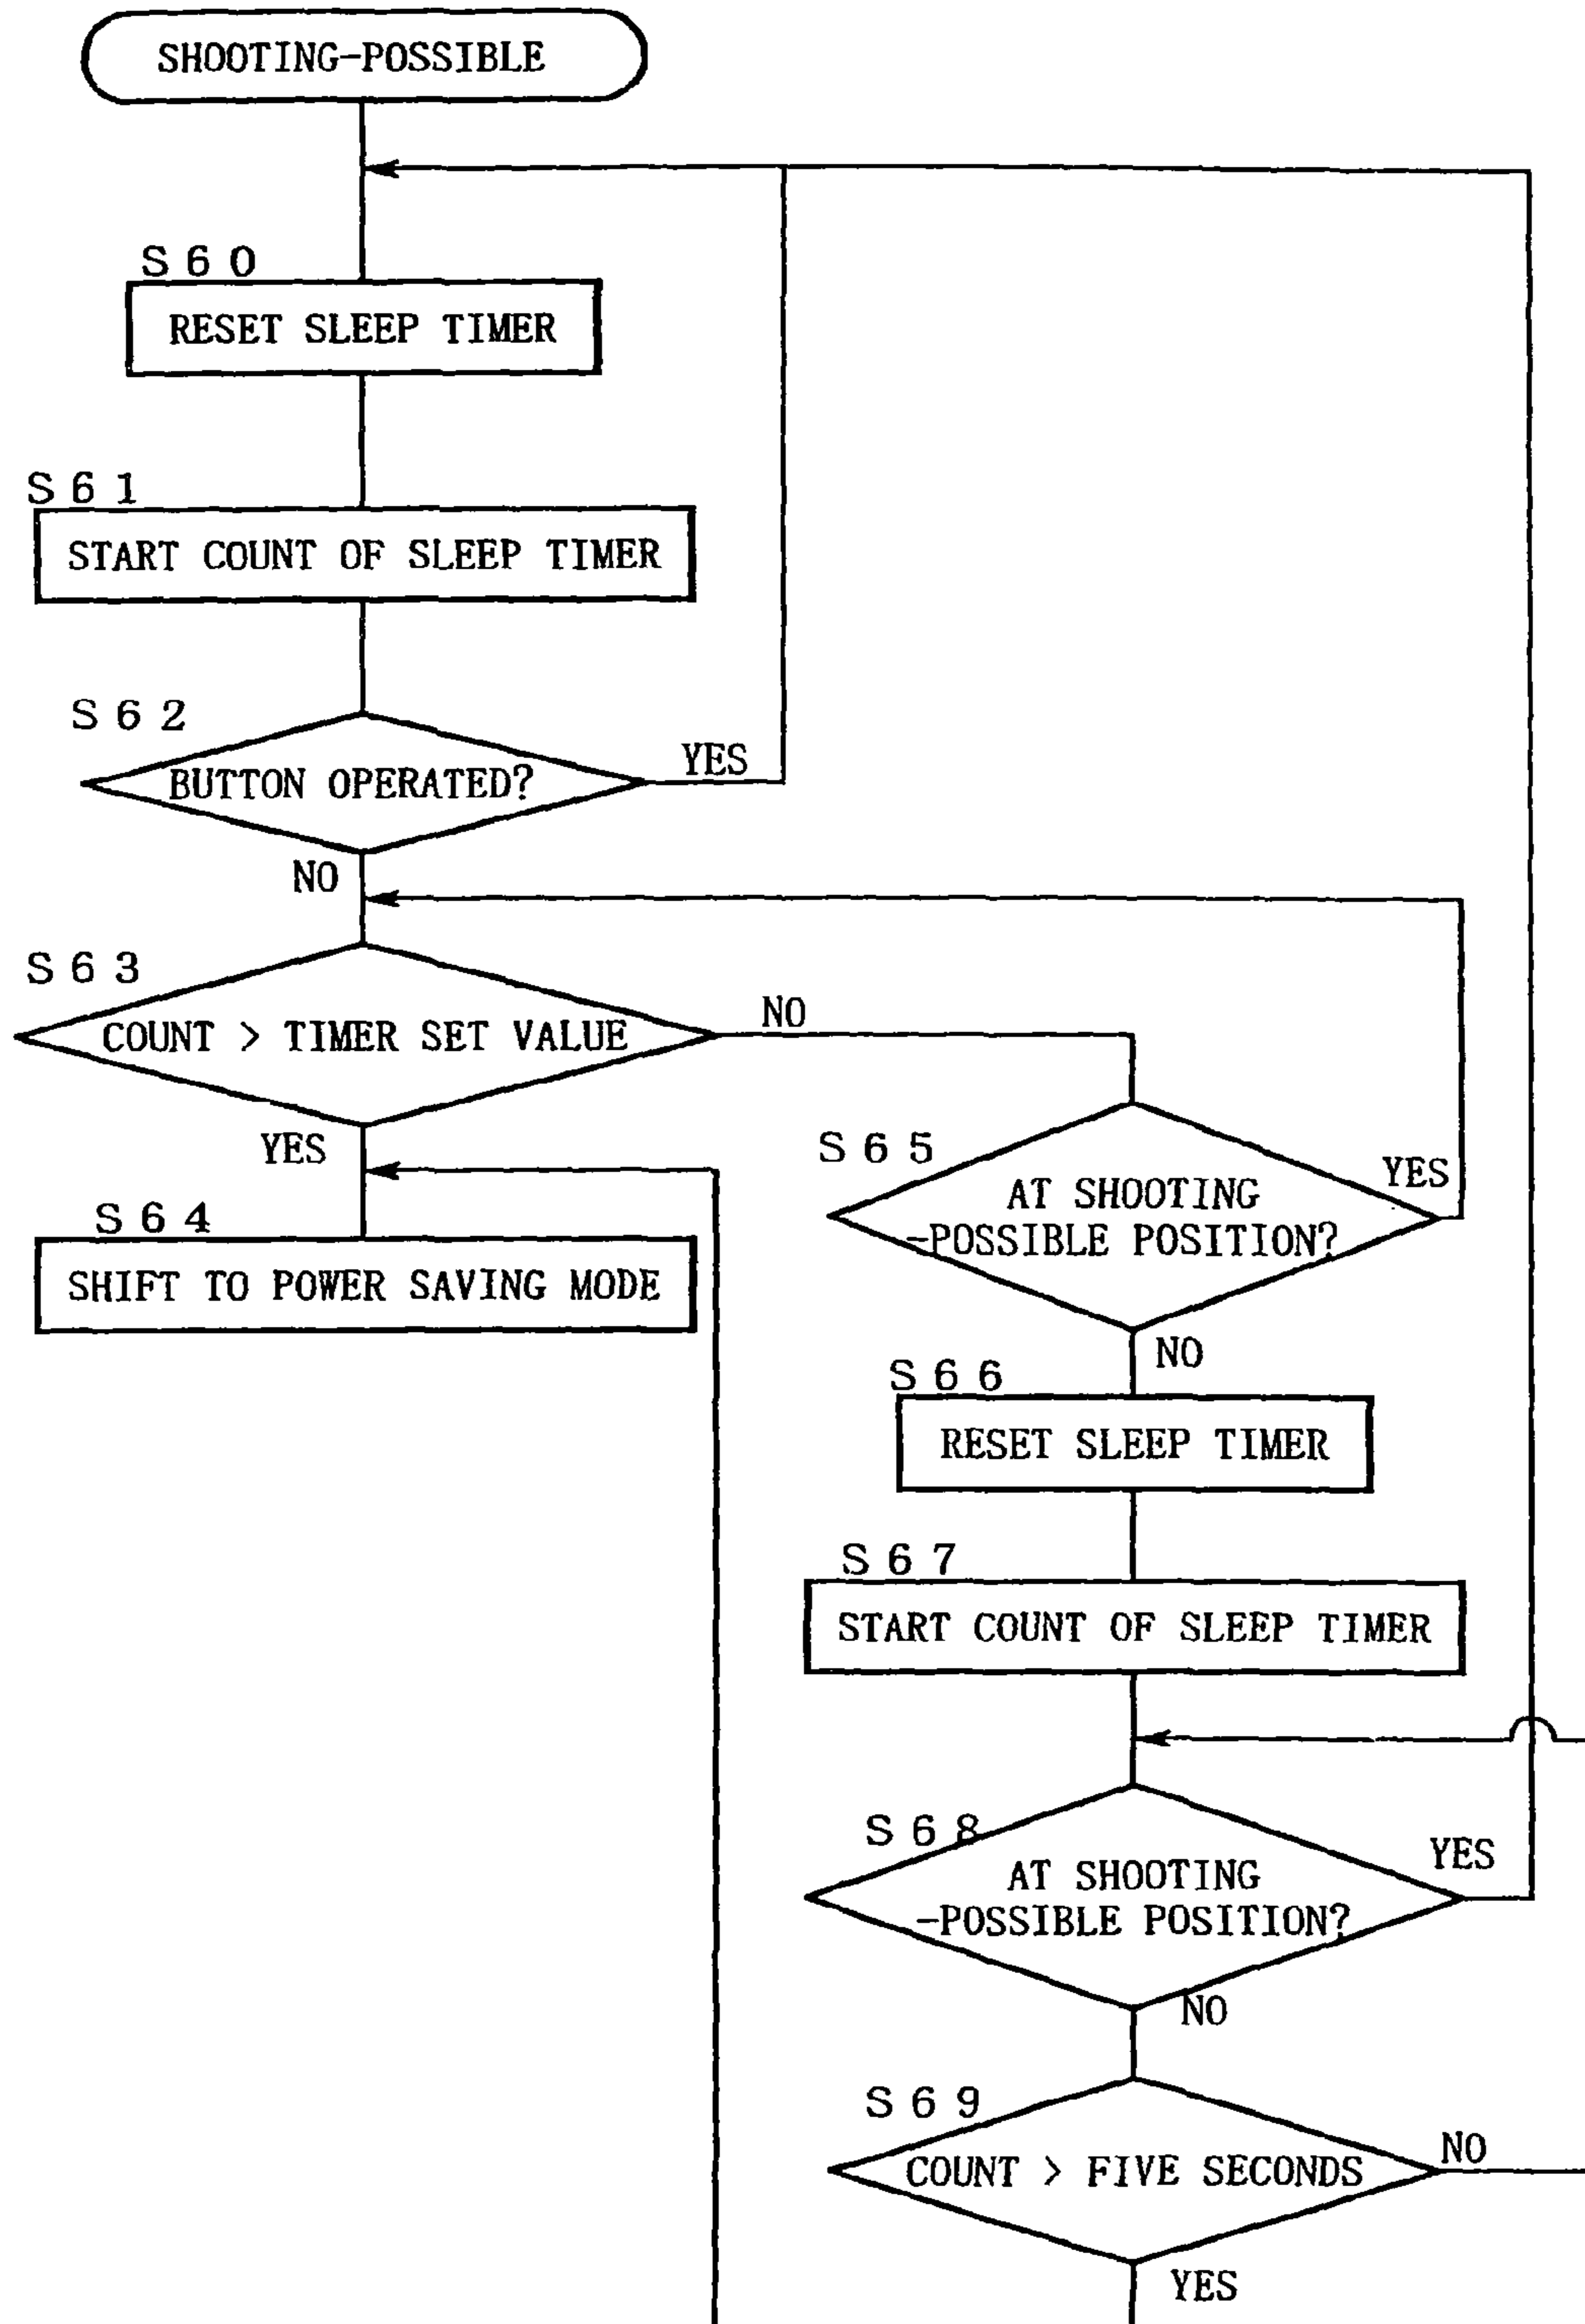 SHOOTING-POSSIBLE
S60
RESET SLEEP TIMER
S61
START COUNT OF SLEEP TIMER
S62
BUTTON OPERATED?
YES
NO
S63
COUNT > TIMER SET VALUE
NO
YES
S64
SHIFT TO POWER SAVING MODE
S65
AT SHOOTING
-POSSIBLE POSITION?
YES
NO
S66
RESET SLEEP TIMER
S67
START COUNT OF SLEEP TIMER
S68
AT SHOOTING
-POSSIBLE POSITION?
YES
NO
S69
COUNT > FIVE SECONDS
NO
YES